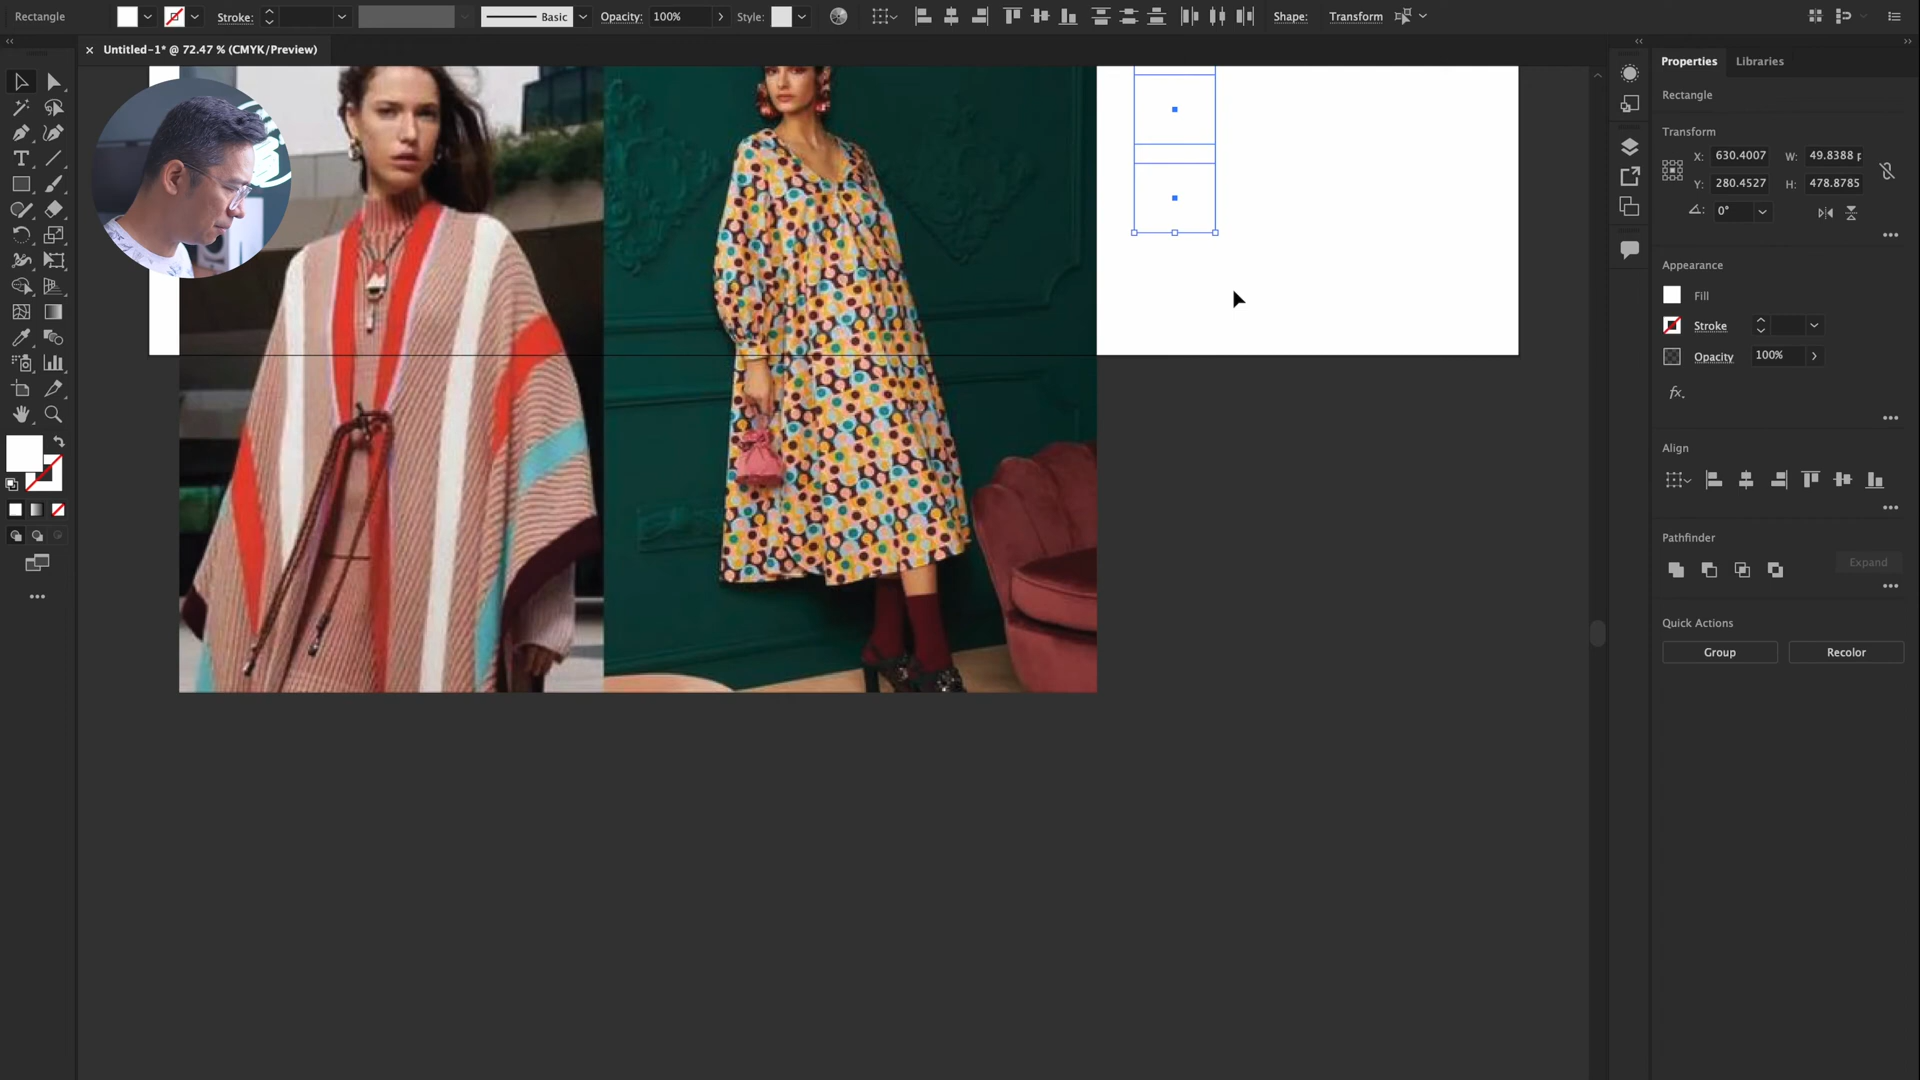 Rectangle
Stroke:
Basic
Opacity:
100%
Style:
Shape:
Transform
Untitled-1* @ 72.47 % (CMYK/Preview)
Properties
Libraries
Rectangle
Transform
X:
630.4007
W:
49.8388 p
Y:
280.4527
H:
478.8785
0°
Appearance
Fill
Stroke
Opacity
100%
fx.
Align
Pathfinder
Expand
Quick Actions
Group
Recolor